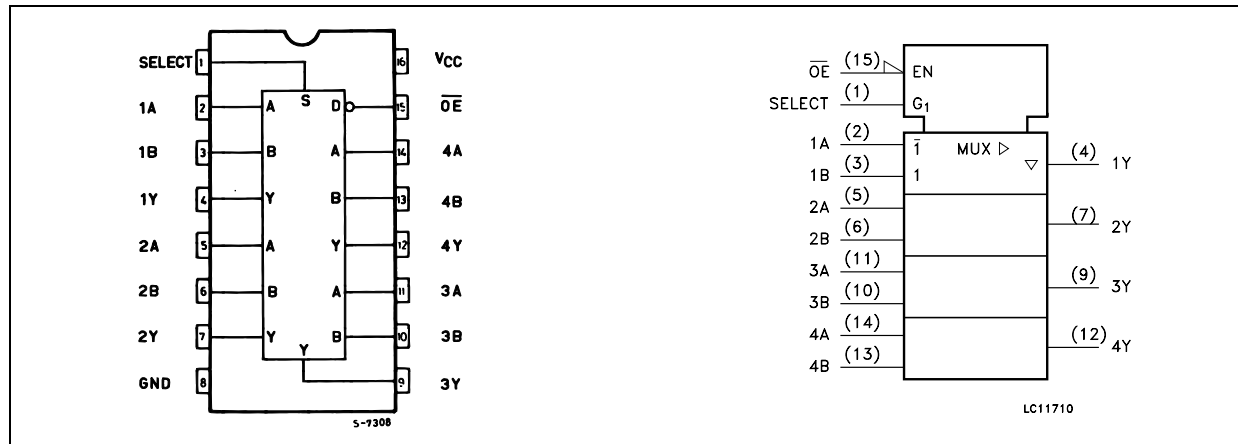 SELECT 1 16 VCC
S
1A 2 A D 15 O̅E̅
1B 3 B A 14 4A
1Y 4 Y B 13 4B
2A 5 A Y 12 4Y
2B 6 B A 11 3A
2Y 7 Y B 10 3B
Y
GND 8 9 3Y
S-7308
O̅E̅ (15) EN
SELECT (1) G1
1A (2) 1̅ MUX ▷ ▽ (4) 1Y
1B (3) 1
2A (5)
(7) 2Y
2B (6)
3A (11)
(9) 3Y
3B (10)
4A (14)
(12) 4Y
4B (13)
LC11710